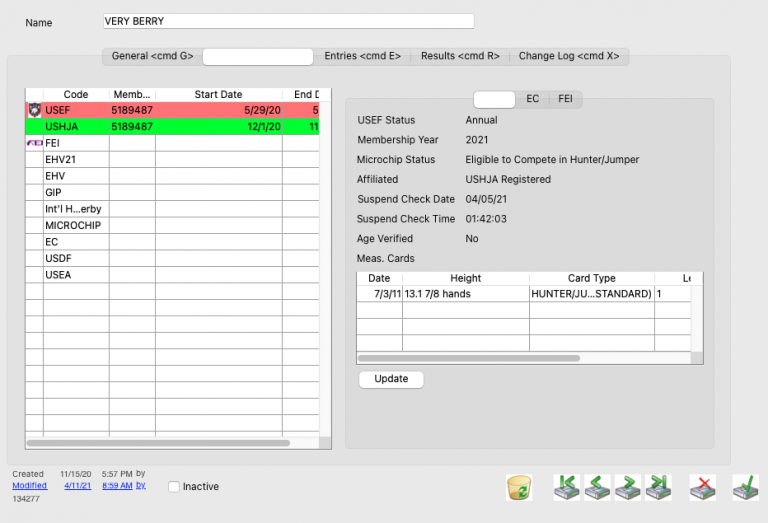 Name VERY BERRY
General <cmd G> Entries <cmd E> Results <cmd R> Change Log <cmd X>
Code Memb... Start Date End D
USEF 5189487 5/29/20 5
USHJA 5189487 12/1/20 11
FEI FEI
EHV21
EHV
GIP
Int'l H...erby
MICROCHIP
EC
USDF
USEA
EC FEI
USEF Status Annual
Membership Year 2021
Microchip Status Eligible to Compete in Hunter/Jumper
Affiliated USHJA Registered
Suspend Check Date 04/05/21
Suspend Check Time 01:42:03
Age Verified No
Meas. Cards
Date Height Card Type Le
7/3/11 13.1 7/8 hands HUNTER/JU...STANDARD) 1
Update
Created 11/15/20 5:57 PM by
Modified 4/11/21 8:59 AM by
134277
Inactive